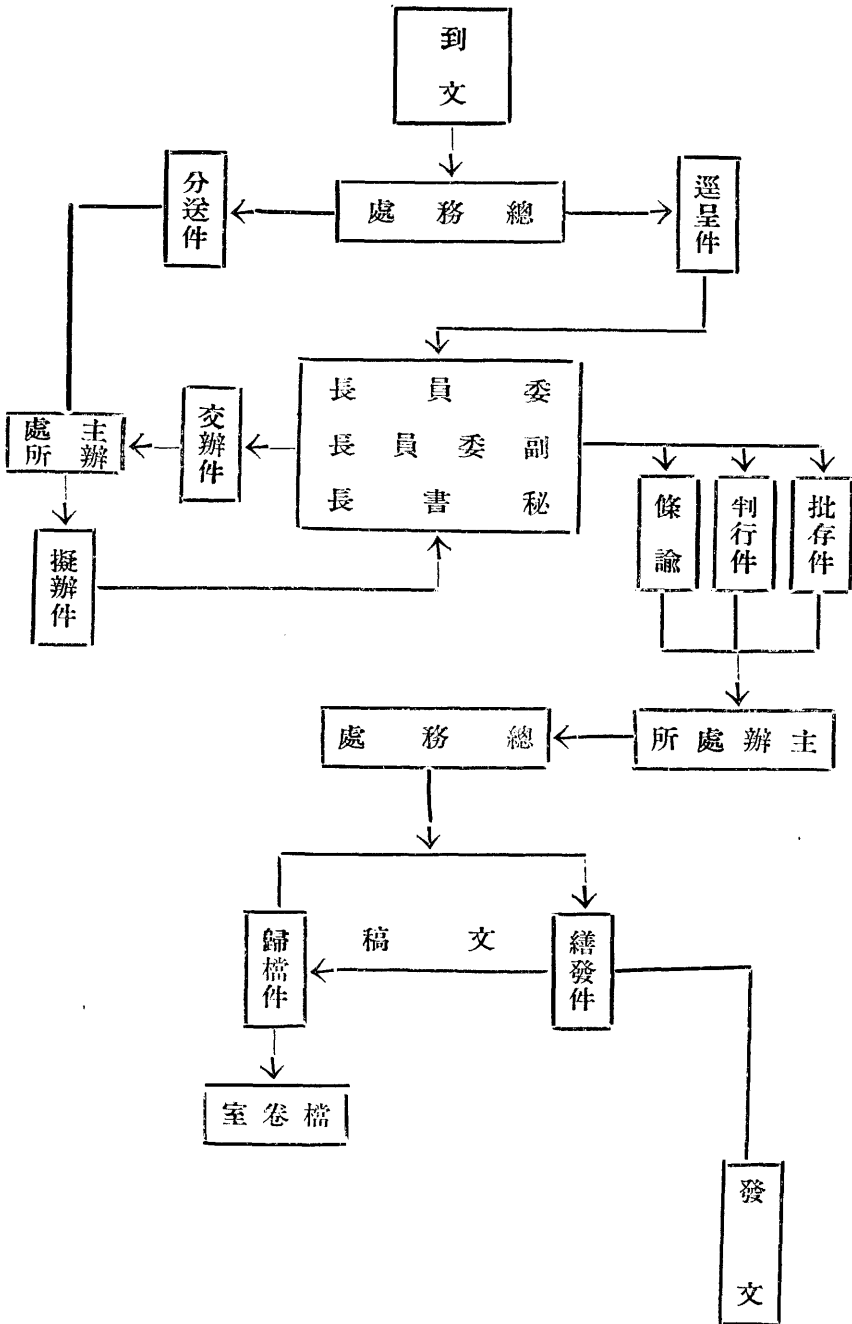 到文
總務處
逕呈件
分送件
委員長
副委員長
秘書長
交辦件
主辦
處所
擬辦件
批存件
判行件
條諭
主辦處所
總務處
繕發件
文稿
歸檔件
檔卷室
發文